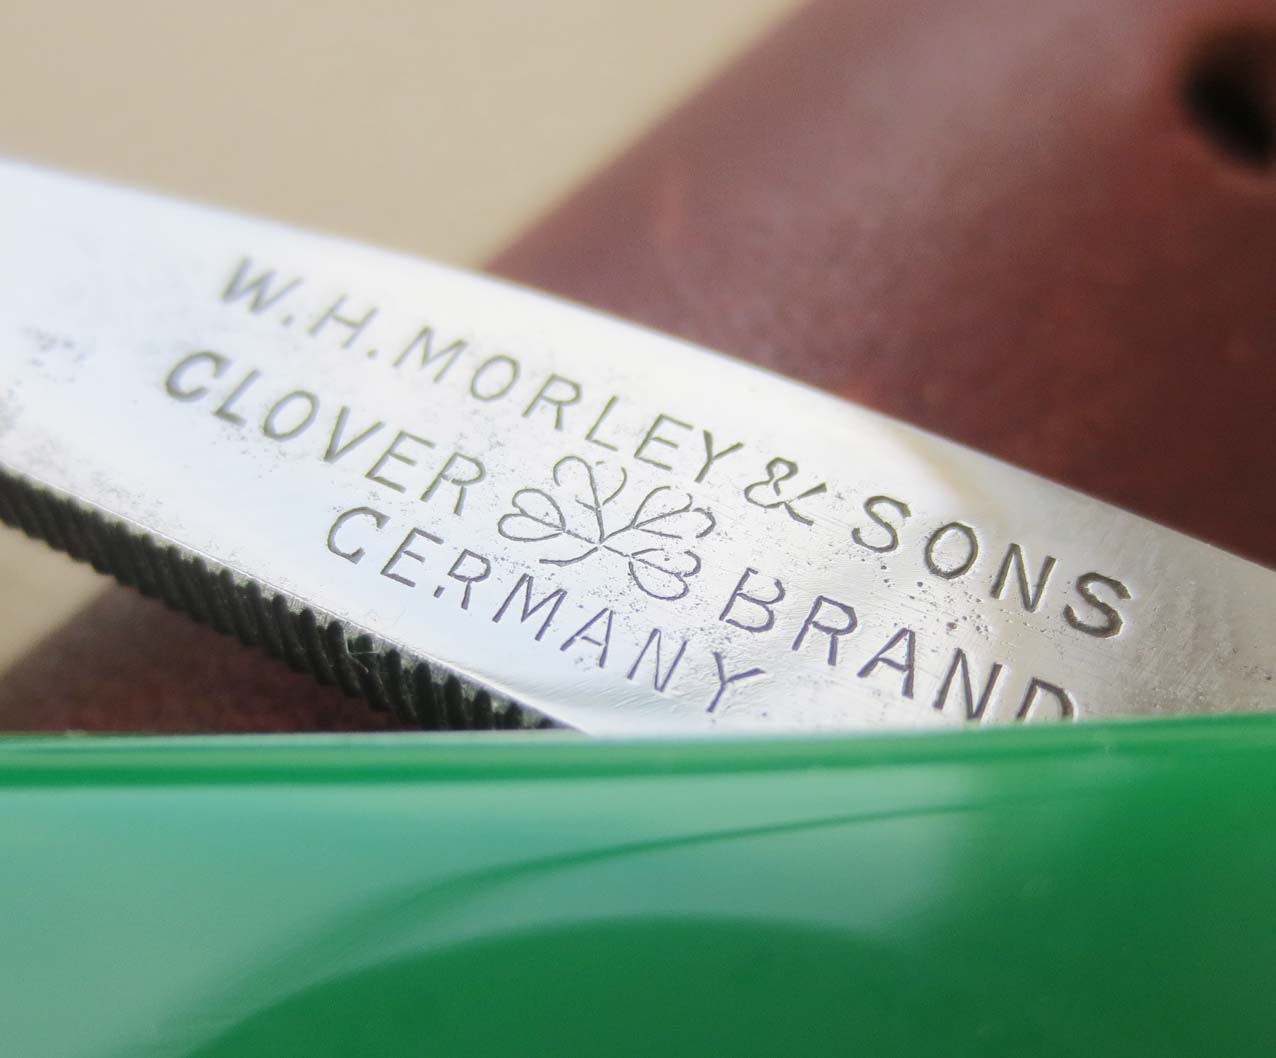 W. H. MORLEY & SONS
CLOVER BRAND
GERMANY